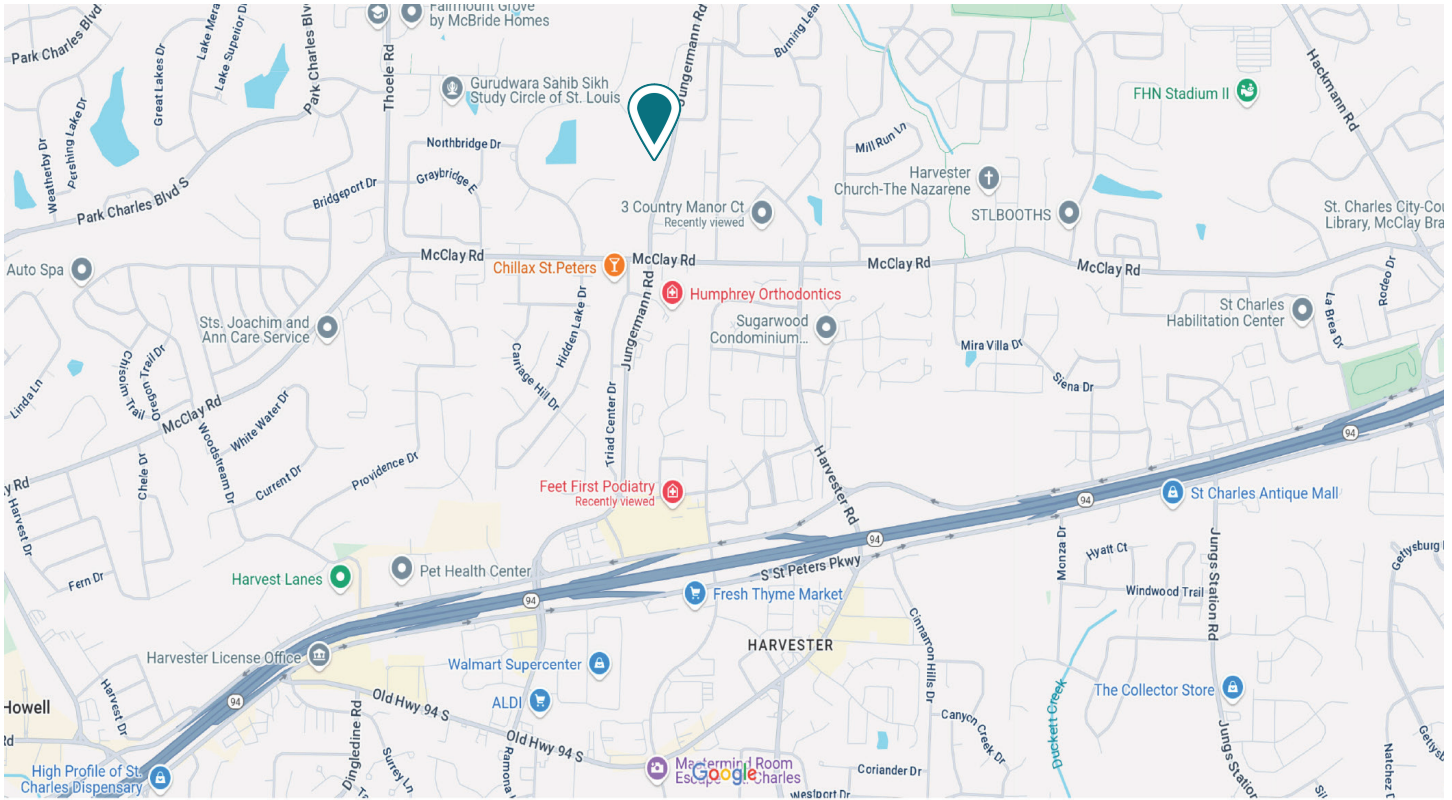 Park Charles Blvd
Great Lakes Dr
Lake Superior Dr
Park Charles Blvd
Thoele Rd
Fairmount Grove
by McBride Homes
Jungermann Rd
Hackmann Rd
Weatherby Dr
Pershing Lake Dr
Gurudwara Sahib Sikh
Study Circle of St. Louis
FHN Stadium II
Northbridge Dr
Mill Run Ln
Graybridge E
Bridgeport Dr
Harvester
Church-The Nazarene
Park Charles Blvd S
3 Country Manor Ct
Recently viewed
STLBOOTHS
St. Charles City-Cou
Library, McClay Bra
McClay Rd
McClay Rd
McClay Rd
McClay Rd
Auto Spa
Chillax St.Peters
Rodeo Dr
La Brea Dr
Humphrey Orthodontics
Sts. Joachim and
Ann Care Service
Hidden Lake Dr
Jungermann Rd
Sugarwood
Condominium...
St Charles
Habilitation Center
Mira Villa Dr
Siena Dr
Linda Ln
Chisolm Trail
Oregon Trail Dr
Carriage Hill Dr
McClay Rd
White Water Dr
Woodstream Dr
Triad Center Dr
94
Chele Dr
Current Dr
Providence Dr
Harvester Rd
y Rd
Harvest Dr
Feet First Podiatry
Recently viewed
94
St Charles Antique Mall
94
Monza Dr
Hyatt Ct
Jungs Station Rd
Fern Dr
Harvest Lanes
Pet Health Center
S St Peters Pkwy
94
Fresh Thyme Market
Windwood Trail
Cinnamon Hills Dr
HARVESTER
Harvester License Office
Walmart Supercenter
94
ALDI
Harvest Dr
Howell
Rd
Old Hwy 94 S
Old Hwy 94 S
Duckett Creek
The Collector Store
Canyon Creek Dr
Jungs Station
Dingledine Rd
Surrey Ln
Ramona
High Profile of St.
Charles Dispensary
Mastermind Room
Charles
Google
Coriander Dr
Westport Dr
Natchez D